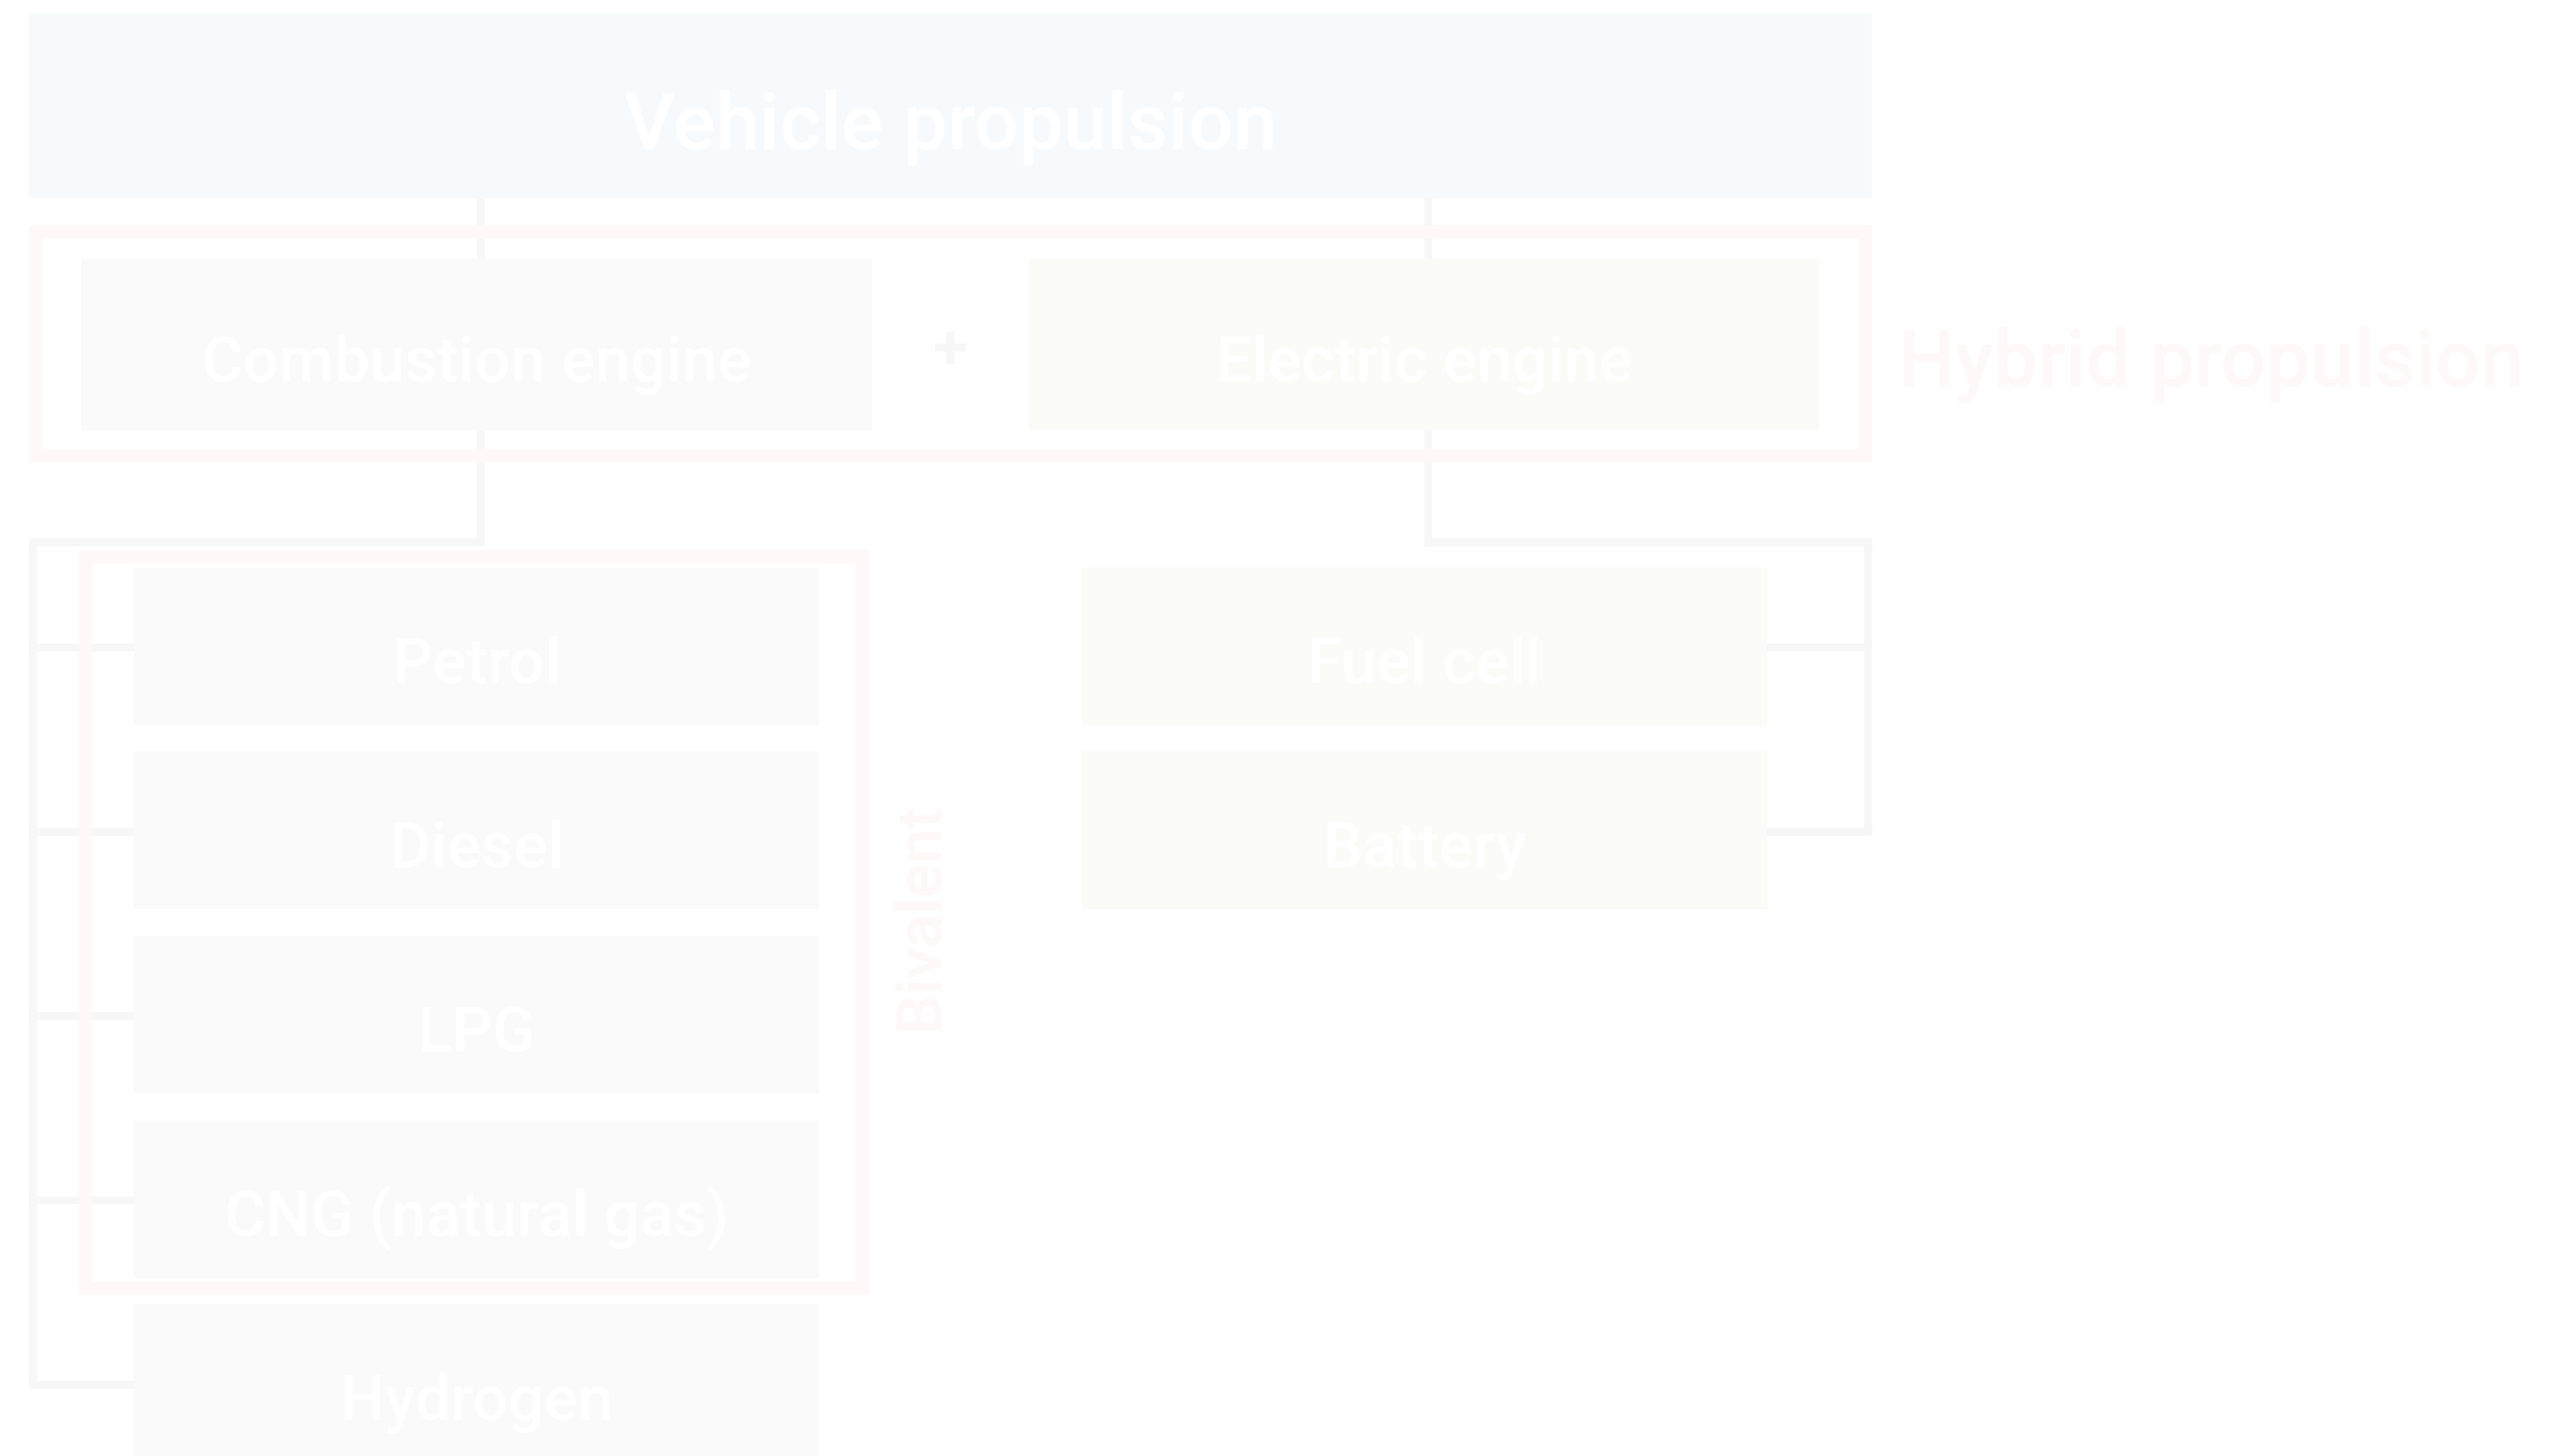 Vehicle propulsion
Combustion engine
+
Electric engine
Hybrid propulsion
Petrol
Diesel
LPG
CNG (natural gas)
Hydrogen
Bivalent
Fuel cell
Battery